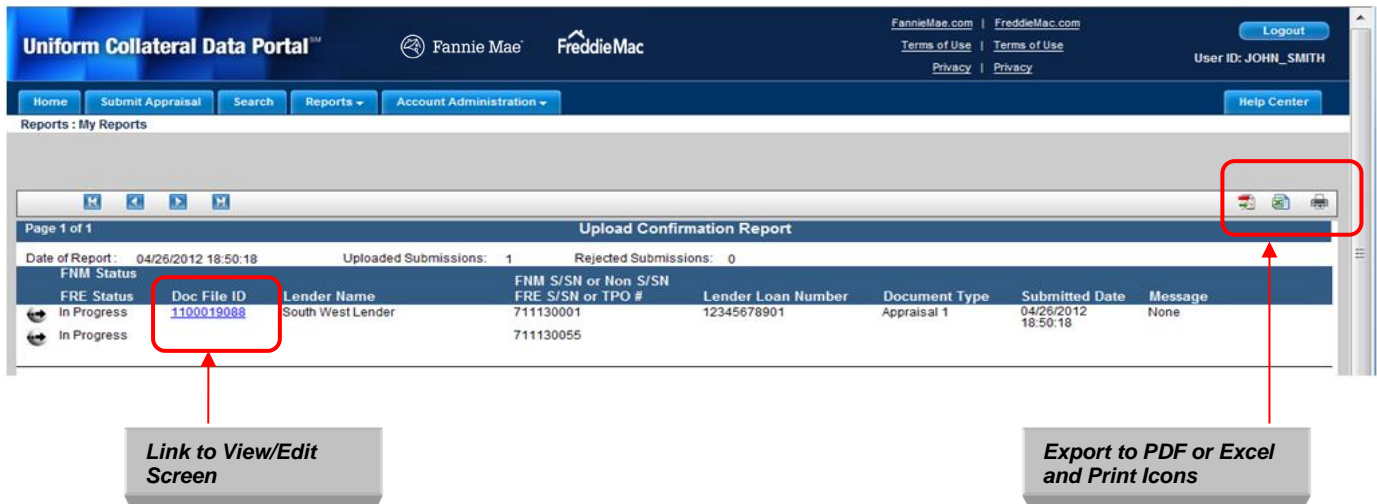 FannieMae.com | FreddieMac.com
Logout
Uniform Collateral Data Portal℠
Fannie Mae
FreddieMac
Terms of Use | Terms of Use
User ID: JOHN_SMITH
Privacy | Privacy
Home Submit Appraisal Search Reports Account Administration Help Center
Reports : My Reports
Page 1 of 1 Upload Confirmation Report
Date of Report : 04/26/2012 18:50:18 Uploaded Submissions: 1 Rejected Submissions: 0
FNM Status FNM S/SN or Non S/SN
FRE Status Doc File ID Lender Name FRE S/SN or TPO # Lender Loan Number Document Type Submitted Date Message
In Progress 1100019088 South West Lender 711130001 12345678901 Appraisal 1 04/26/2012 None
18:50:18
In Progress 711130055
Link to View/Edit
Screen
Export to PDF or Excel
and Print Icons